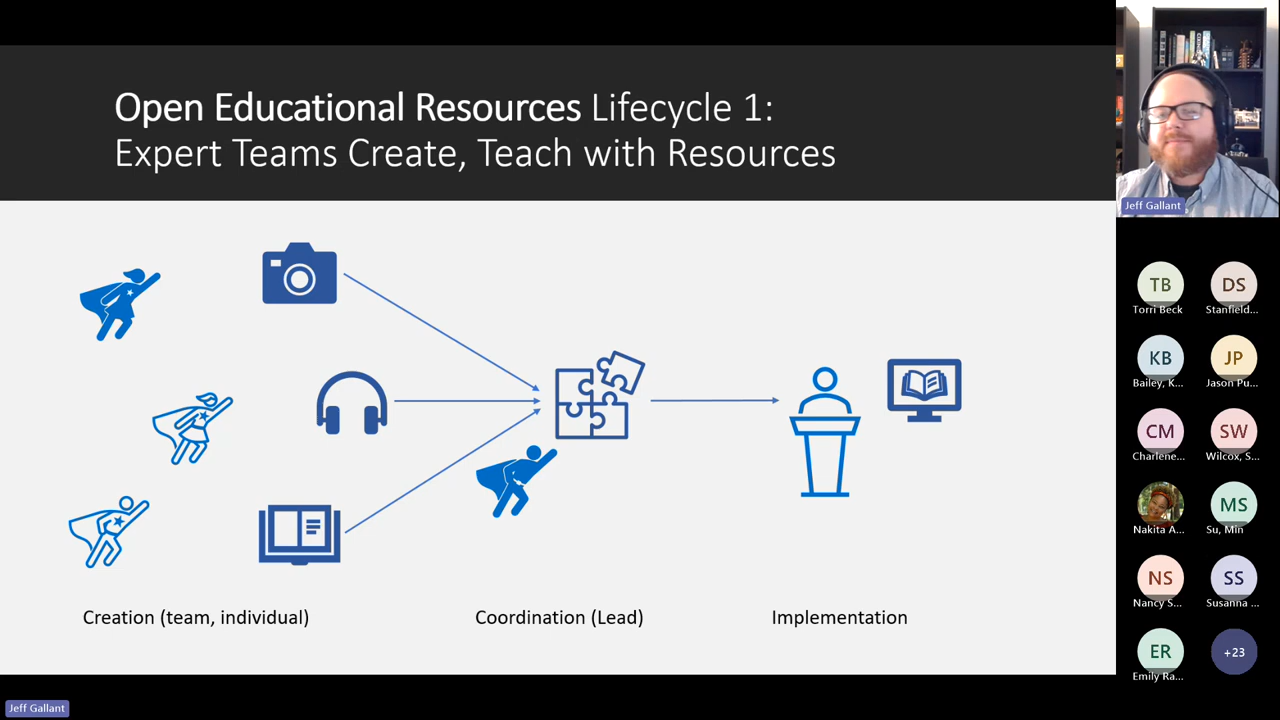 Open Educational Resources Lifecycle 1:
Expert Teams Create, Teach with Resources
Creation (team, individual)
Coordination (Lead)
Implementation
Jeff Gallant
TB
Torri Beck
DS
Stanfield...
KB
Bailey, K...
JP
Jason Pu...
CM
Charlene...
SW
Wilcox, S...
Nakita A...
MS
Su, Min
NS
Nancy S...
SS
Susanna ...
ER
Emily Ra...
+23
Jeff Gallant